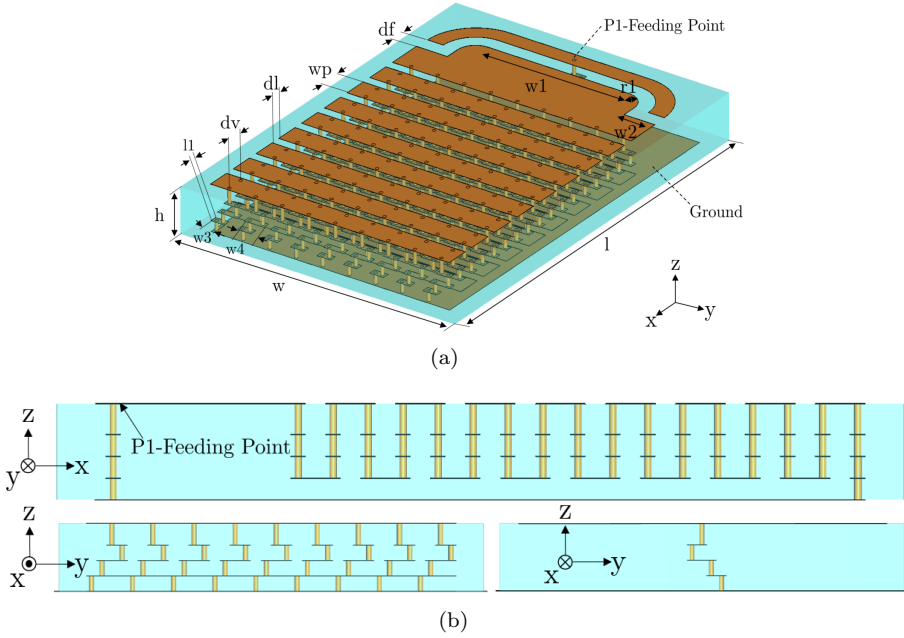 P1-Feeding Point
df
wp
w1
r1
dl
w2
dv
l1
h
Ground
w3
w4
l
w
z
x
y
(a)
z
P1-Feeding Point
y
x
z
z
y
y
x
x
(b)